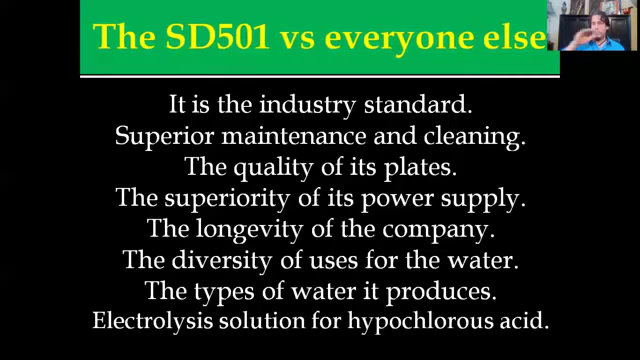 The SD501 vs everyone else
It is the industry standard.
Superior maintenance and cleaning.
The quality of its plates.
The superiority of its power supply.
The longevity of the company.
The diversity of uses for the water.
The types of water it produces.
Electrolysis solution for hypochlorous acid.